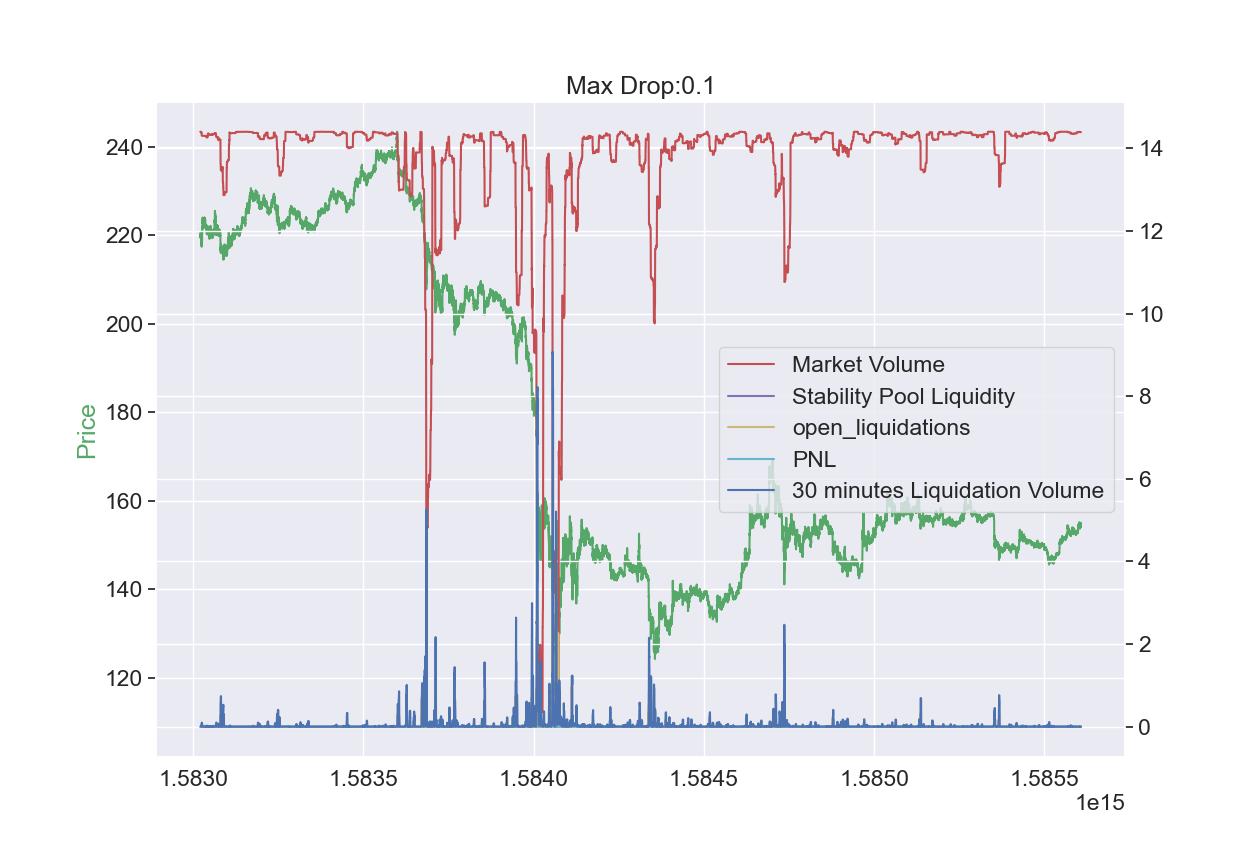 Max Drop:0.1
240
220
200
180
160
140
120
Price
14
12
10
8
6
4
2
0
Market Volume
Stability Pool Liquidity
open_liquidations
PNL
30 minutes Liquidation Volume
1.5830 1.5835 1.5840 1.5845 1.5850 1.5855
1e15